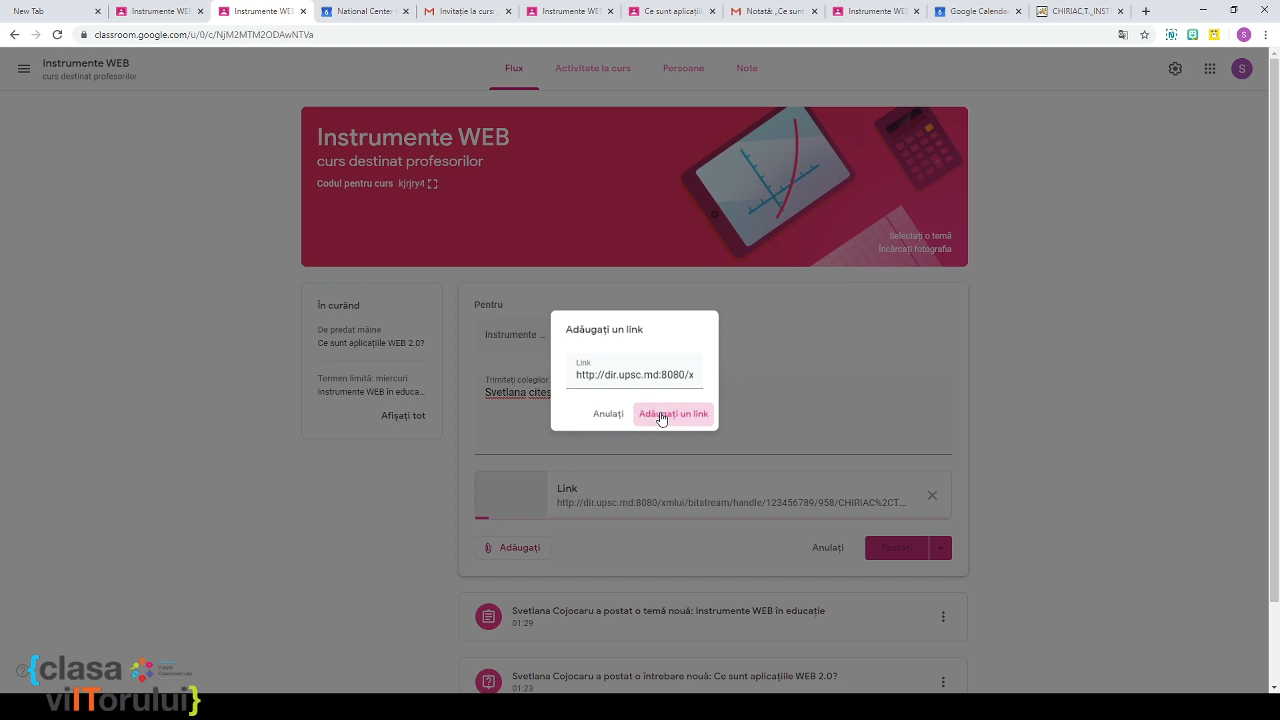 New Tab
Instrumente WEB
Instrumente WEB
National Center
Invitație la curs:
Instrumente WEB
Ce sunt aplicațiile
Notată: „Ce sunt
Instrumente WEB
Google Calendar
CHIRIAC,T._INST
classroom.google.com/u/0/c/NjM2MTM2ODAwNTVa
Instrumente WEB
curs destinat profesorilor
Flux
Activitate la curs
Persoane
Note
S
Instrumente WEB
curs destinat profesorilor
Codul pentru curs kjrjry4
Selectați o temă
Încărcați fotografia
În curând
De predat mâine
Ce sunt aplicațiile WEB 2.0?
Termen limită: miercuri
Instrumente WEB în educa...
Afișați tot
Pentru
Instrumente ...
Trimiteți colegilor
Svetlana cites
Adăugați un link
Link
http://dir.upsc.md:8080/x
Anulați
Adăugați un link
Link
http://dir.upsc.md:8080/xmlui/bitstream/handle/123456789/958/CHIRIAC%2CT....
Adăugați
Anulați
Postați
Svetlana Cojocaru a postat o temă nouă: Instrumente WEB în educație
01:29
Svetlana Cojocaru a postat o întrebare nouă: Ce sunt aplicațiile WEB 2.0?
01:23
{clasa
viITorului}